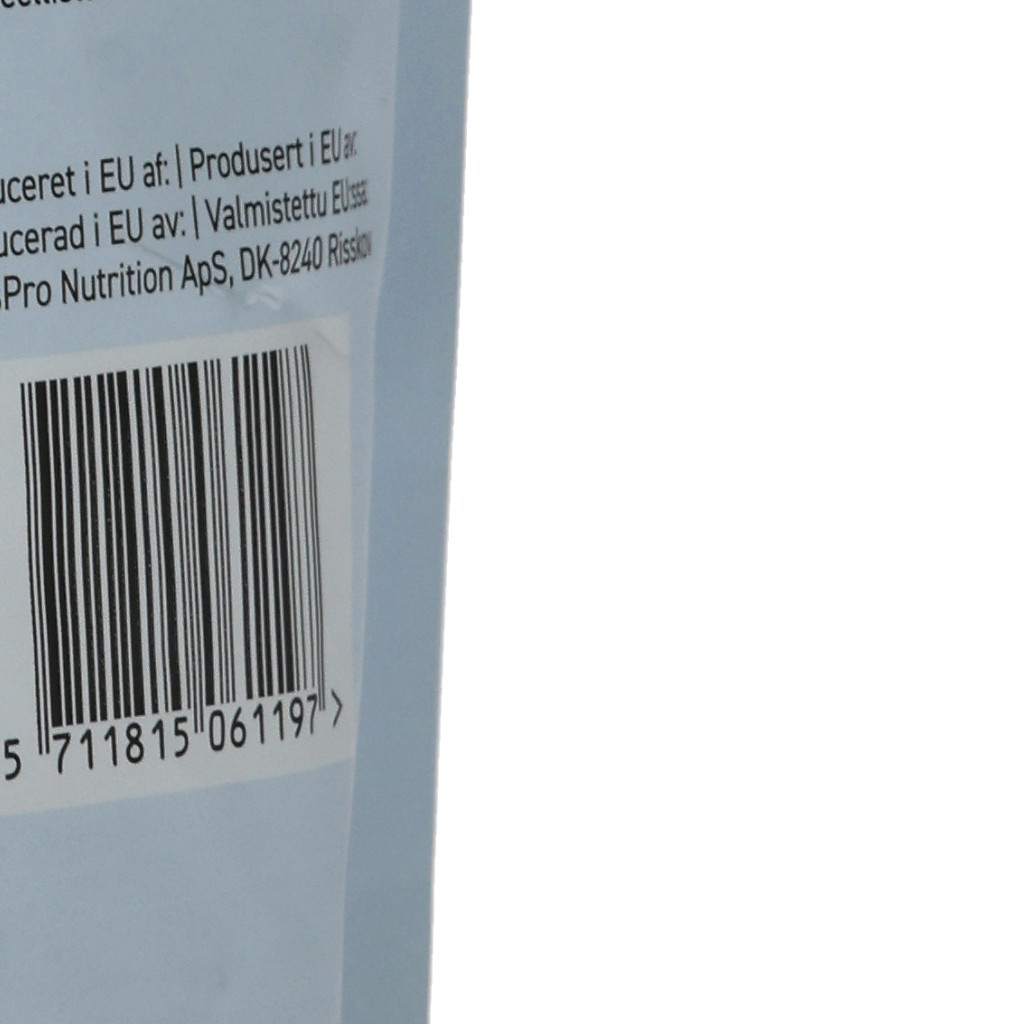 uceret i EU af: | Produsert i EU av:
ucerad i EU av: | Valmistettu EU:ssa:
sPro Nutrition ApS, DK-8240 Risskov
5 711815 061197 >